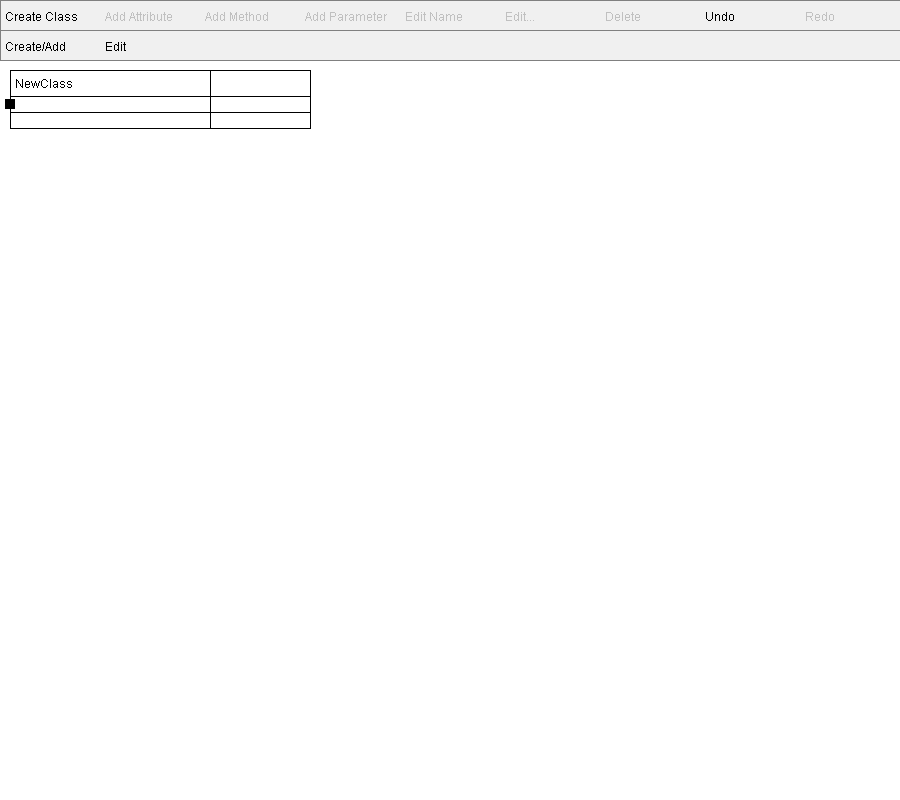 Create Class Add Attribute Add Method Add Parameter Edit Name Edit... Delete Undo Redo
Create/Add Edit
NewClass